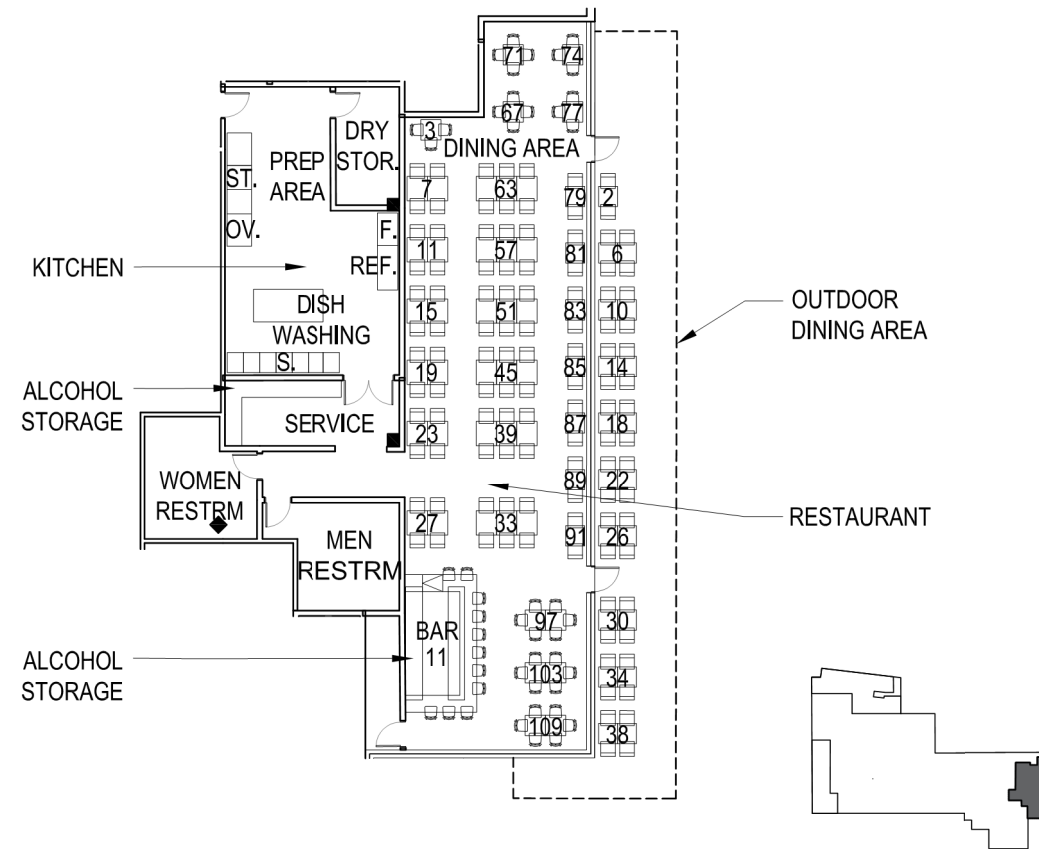 71 74
67 77
3
DRY
STOR.
DINING AREA
PREP
AREA
ST.
7 63 79 2
OV.
F.
11 57 81 6
KITCHEN
REF.
DISH
WASHING
15 51 83 10
OUTDOOR
DINING AREA
S.
19 45 85 14
ALCOHOL
STORAGE
SERVICE
23 39 87 18
WOMEN
RESTRM
89 22
27 33 91 26
RESTAURANT
MEN
RESTRM
97 30
BAR
11
ALCOHOL
STORAGE
103 34
109 38